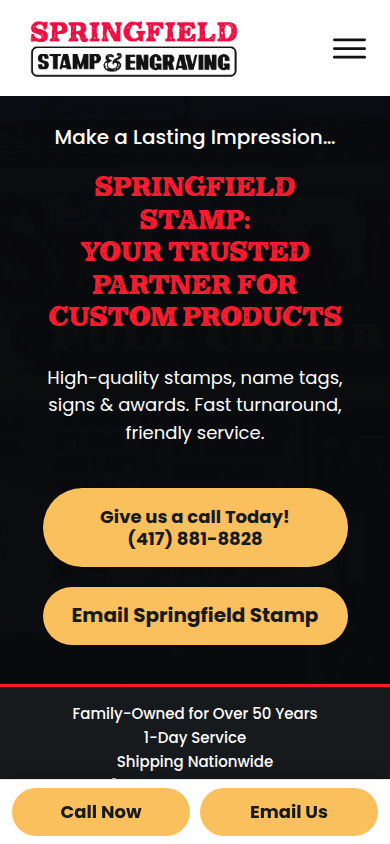 SPRINGFIELD
STAMP & ENGRAVING
Make a Lasting Impression...
SPRINGFIELD
STAMP:
YOUR TRUSTED
PARTNER FOR
CUSTOM PRODUCTS
High-quality stamps, name tags,
signs & awards. Fast turnaround,
friendly service.
Give us a call Today!
(417) 881-8828
Email Springfield Stamp
Family-Owned for Over 50 Years
1-Day Service
Shipping Nationwide
Call Now
Email Us